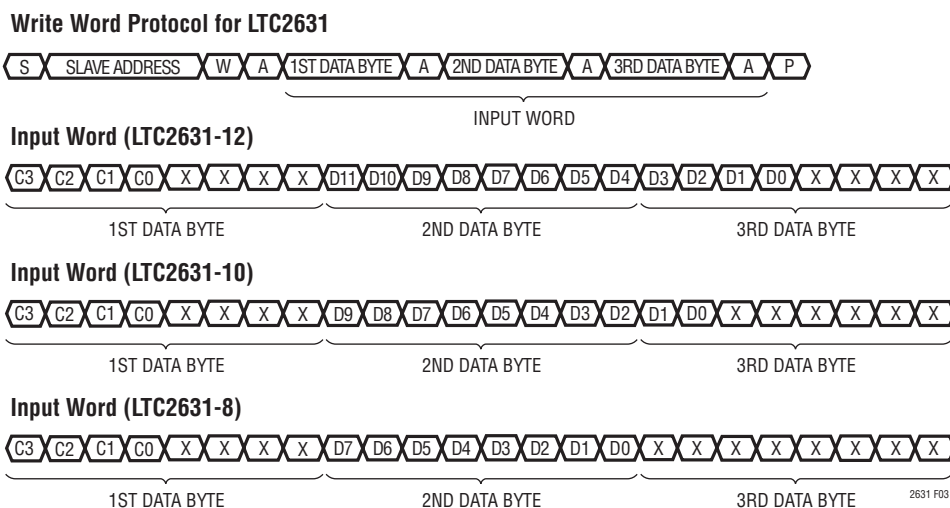 Write Word Protocol for LTC2631
S SLAVE ADDRESS W A 1ST DATA BYTE A 2ND DATA BYTE A 3RD DATA BYTE A P
INPUT WORD
Input Word (LTC2631-12)
C3 C2 C1 C0 X X X X D11 D10 D9 D8 D7 D6 D5 D4 D3 D2 D1 D0 X X X X
1ST DATA BYTE 2ND DATA BYTE 3RD DATA BYTE
Input Word (LTC2631-10)
C3 C2 C1 C0 X X X X D9 D8 D7 D6 D5 D4 D3 D2 D1 D0 X X X X X X
1ST DATA BYTE 2ND DATA BYTE 3RD DATA BYTE
Input Word (LTC2631-8)
C3 C2 C1 C0 X X X X D7 D6 D5 D4 D3 D2 D1 D0 X X X X X X X X
1ST DATA BYTE 2ND DATA BYTE 3RD DATA BYTE 2631 F03